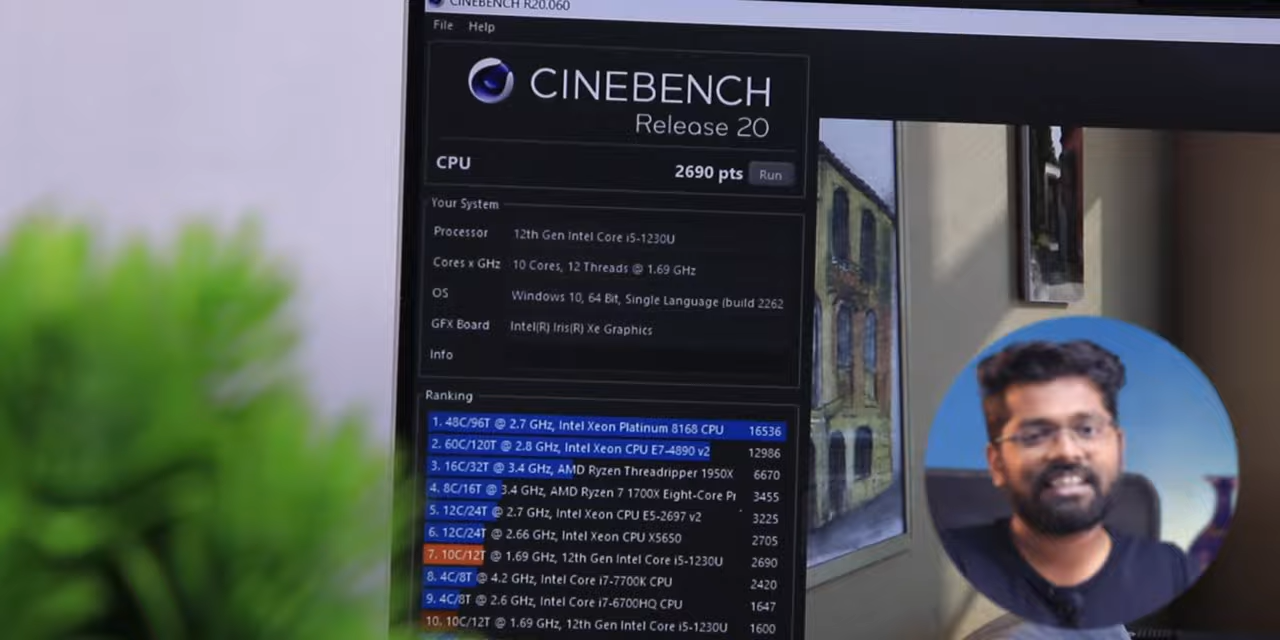 CINEBENCH R20.060
File Help
CINEBENCH
Release 20
CPU 2690 pts Run
Your System
Processor 12th Gen Intel Core i5-1230U
Cores x GHz 10 Cores, 12 Threads @ 1.69 GHz
OS Windows 10, 64 Bit, Single Language (build 2262
GFX Board Intel(R) Iris(R) Xe Graphics
Info
Ranking
1. 48C/96T @ 2.7 GHz, Intel Xeon Platinum 8168 CPU 16536
2. 60C/120T @ 2.8 GHz, Intel Xeon CPU E7-4890 v2 12986
3. 16C/32T @ 3.4 GHz, AMD Ryzen Threadripper 1950X 6670
4. 8C/16T @ 3.4 GHz, AMD Ryzen 7 1700X Eight-Core Pr 3455
5. 12C/24T @ 2.7 GHz, Intel Xeon CPU E5-2697 v2 3225
6. 12C/24T @ 2.66 GHz, Intel Xeon CPU X5650 2705
7. 10C/12T @ 1.69 GHz, 12th Gen Intel Core i5-1230U 2690
8. 4C/8T @ 4.2 GHz, Intel Core i7-7700K CPU 2420
9. 4C/8T @ 2.6 GHz, Intel Core i7-6700HQ CPU 1647
10. 10C/12T @ 1.69 GHz, 12th Gen Intel Core i5-1230U 1600